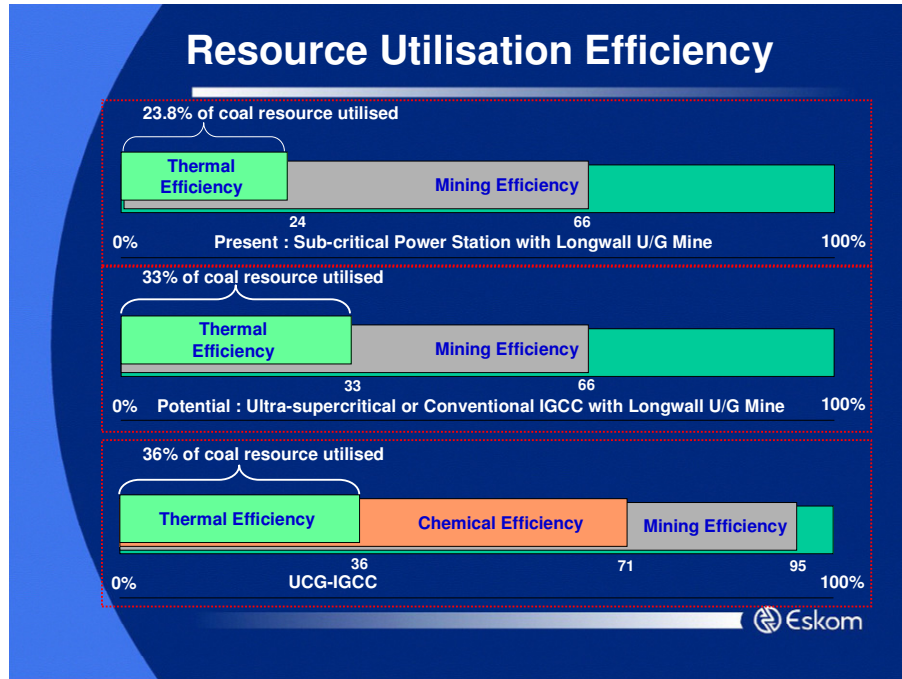 Resource Utilisation Efficiency
23.8% of coal resource utilised
Thermal
Efficiency
Mining Efficiency
24
66
0%
Present : Sub-critical Power Station with Longwall U/G Mine
100%
33% of coal resource utilised
Thermal
Efficiency
Mining Efficiency
33
66
0%
Potential : Ultra-supercritical or Conventional IGCC with Longwall U/G Mine
100%
36% of coal resource utilised
Thermal Efficiency
Chemical Efficiency
Mining Efficiency
36
71
95
0%
UCG-IGCC
100%
Eskom